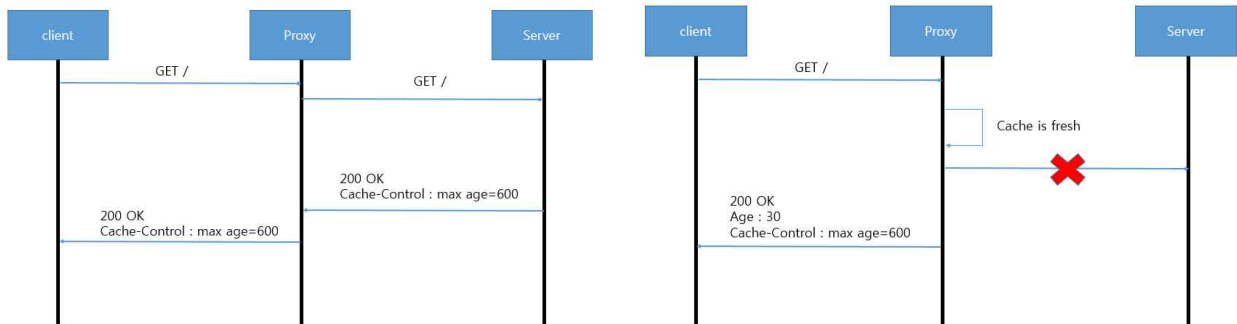 client
Proxy
Server
GET /
GET /
200 OK
Cache-Control : max age=600
200 OK
Cache-Control : max age=600
client
Proxy
Server
GET /
Cache is fresh
200 OK
Age : 30
Cache-Control : max age=600